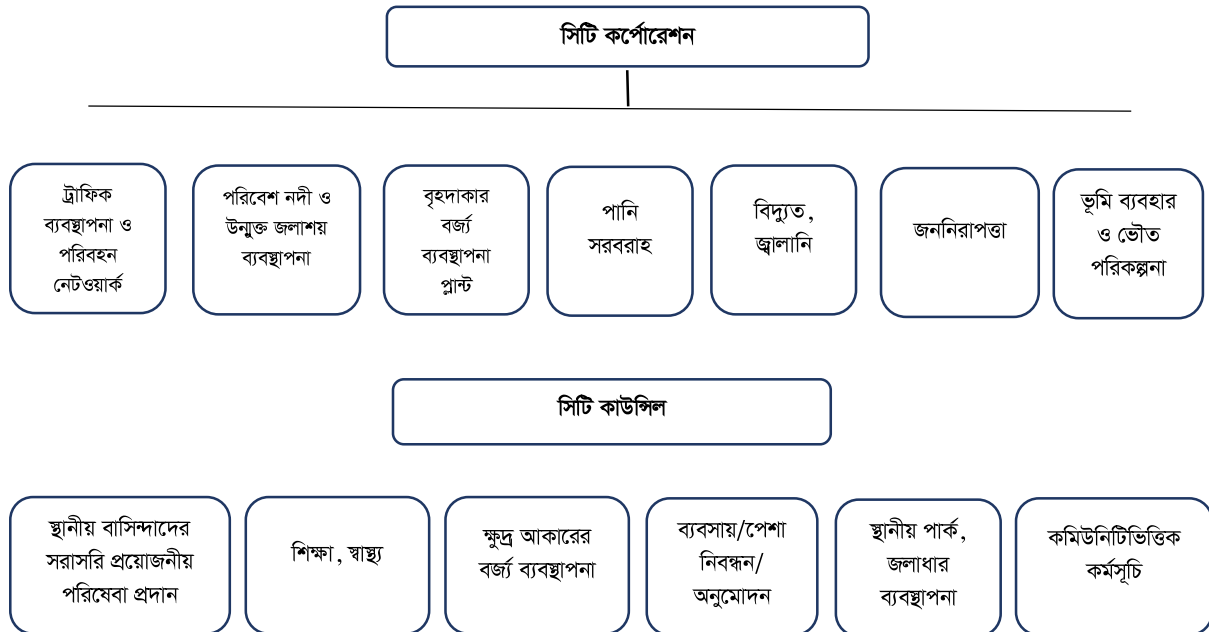 সিটি কর্পোরেশন
ট্রাফিক
ব্যবস্থাপনা ও
পরিবহন
নেটওয়ার্ক
পরিবেশ নদী ও
উন্মুক্ত জলাশয়
ব্যবস্থাপনা
বৃহদাকার
বর্জ্য
ব্যবস্থাপনা
প্লান্ট
পানি
সরবরাহ
বিদ্যুত,
জ্বালানি
জননিরাপত্তা
ভূমি ব্যবহার
ও ভৌত
পরিকল্পনা
সিটি কাউন্সিল
স্থানীয় বাসিন্দাদের
সরাসরি প্রয়োজনীয়
পরিষেবা প্রদান
শিক্ষা, স্বাস্থ্য
ক্ষুদ্র আকারের
বর্জ্য ব্যবস্থাপনা
ব্যবসায়/পেশা
নিবন্ধন/
অনুমোদন
স্থানীয় পার্ক,
জলাধার
ব্যবস্থাপনা
কমিউনিটিভিত্তিক
কর্মসূচি